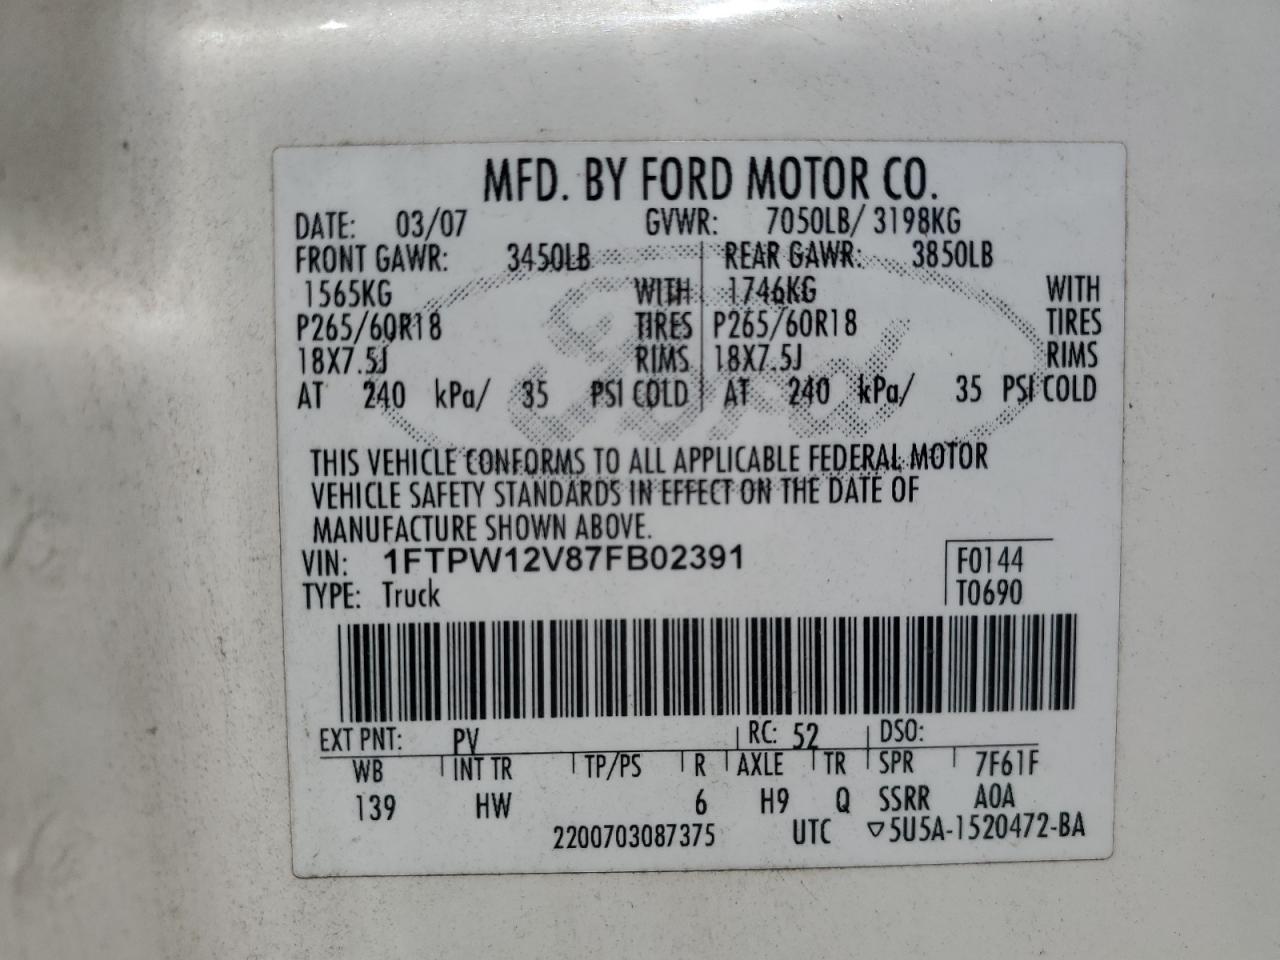 MFD. BY FORD MOTOR CO.
DATE: 03/07 GVWR: 7050LB/ 3198KG
FRONT GAWR: 3450LB REAR GAWR: 3850LB
1565KG WITH 1746KG WITH
P265/60R18 TIRES P265/60R18 TIRES
18X7.5J RIMS 18X7.5J RIMS
AT 240 kPa/ 35 PSI COLD AT 240 kPa/ 35 PSI COLD
THIS VEHICLE CONFORMS TO ALL APPLICABLE FEDERAL MOTOR
VEHICLE SAFETY STANDARDS IN EFFECT ON THE DATE OF
MANUFACTURE SHOWN ABOVE.
VIN: 1FTPW12V87FB02391 F0144
TYPE: Truck T0690
EXT PNT: PV RC: 52 DSO:
WB INT TR TP/PS R AXLE TR SPR 7F61F
139 HW 6 H9 Q SSRR A0A
2200703087375 UTC ▽5U5A-1520472-BA